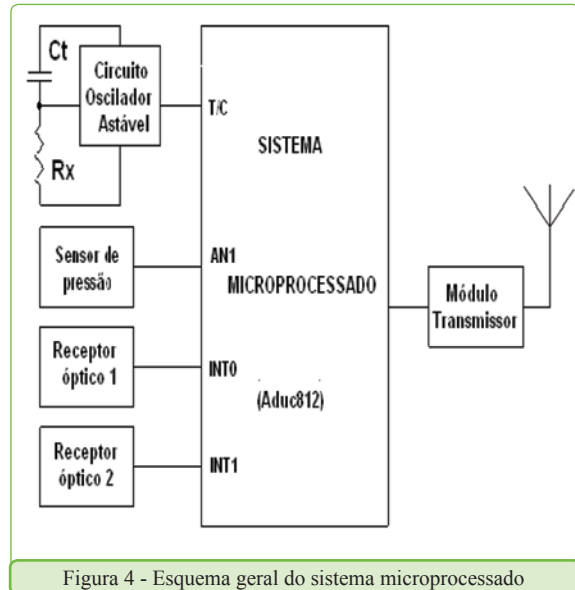 Ct
Rx
Circuito
Oscilador
Astável
T/C
SISTEMA
Sensor de
pressão
AN1
MICROPROCESSADO
Receptor
óptico 1
INT0
(Aduc812)
Receptor
óptico 2
INT1
Módulo
Transmissor
Figura 4 - Esquema geral do sistema microprocessado